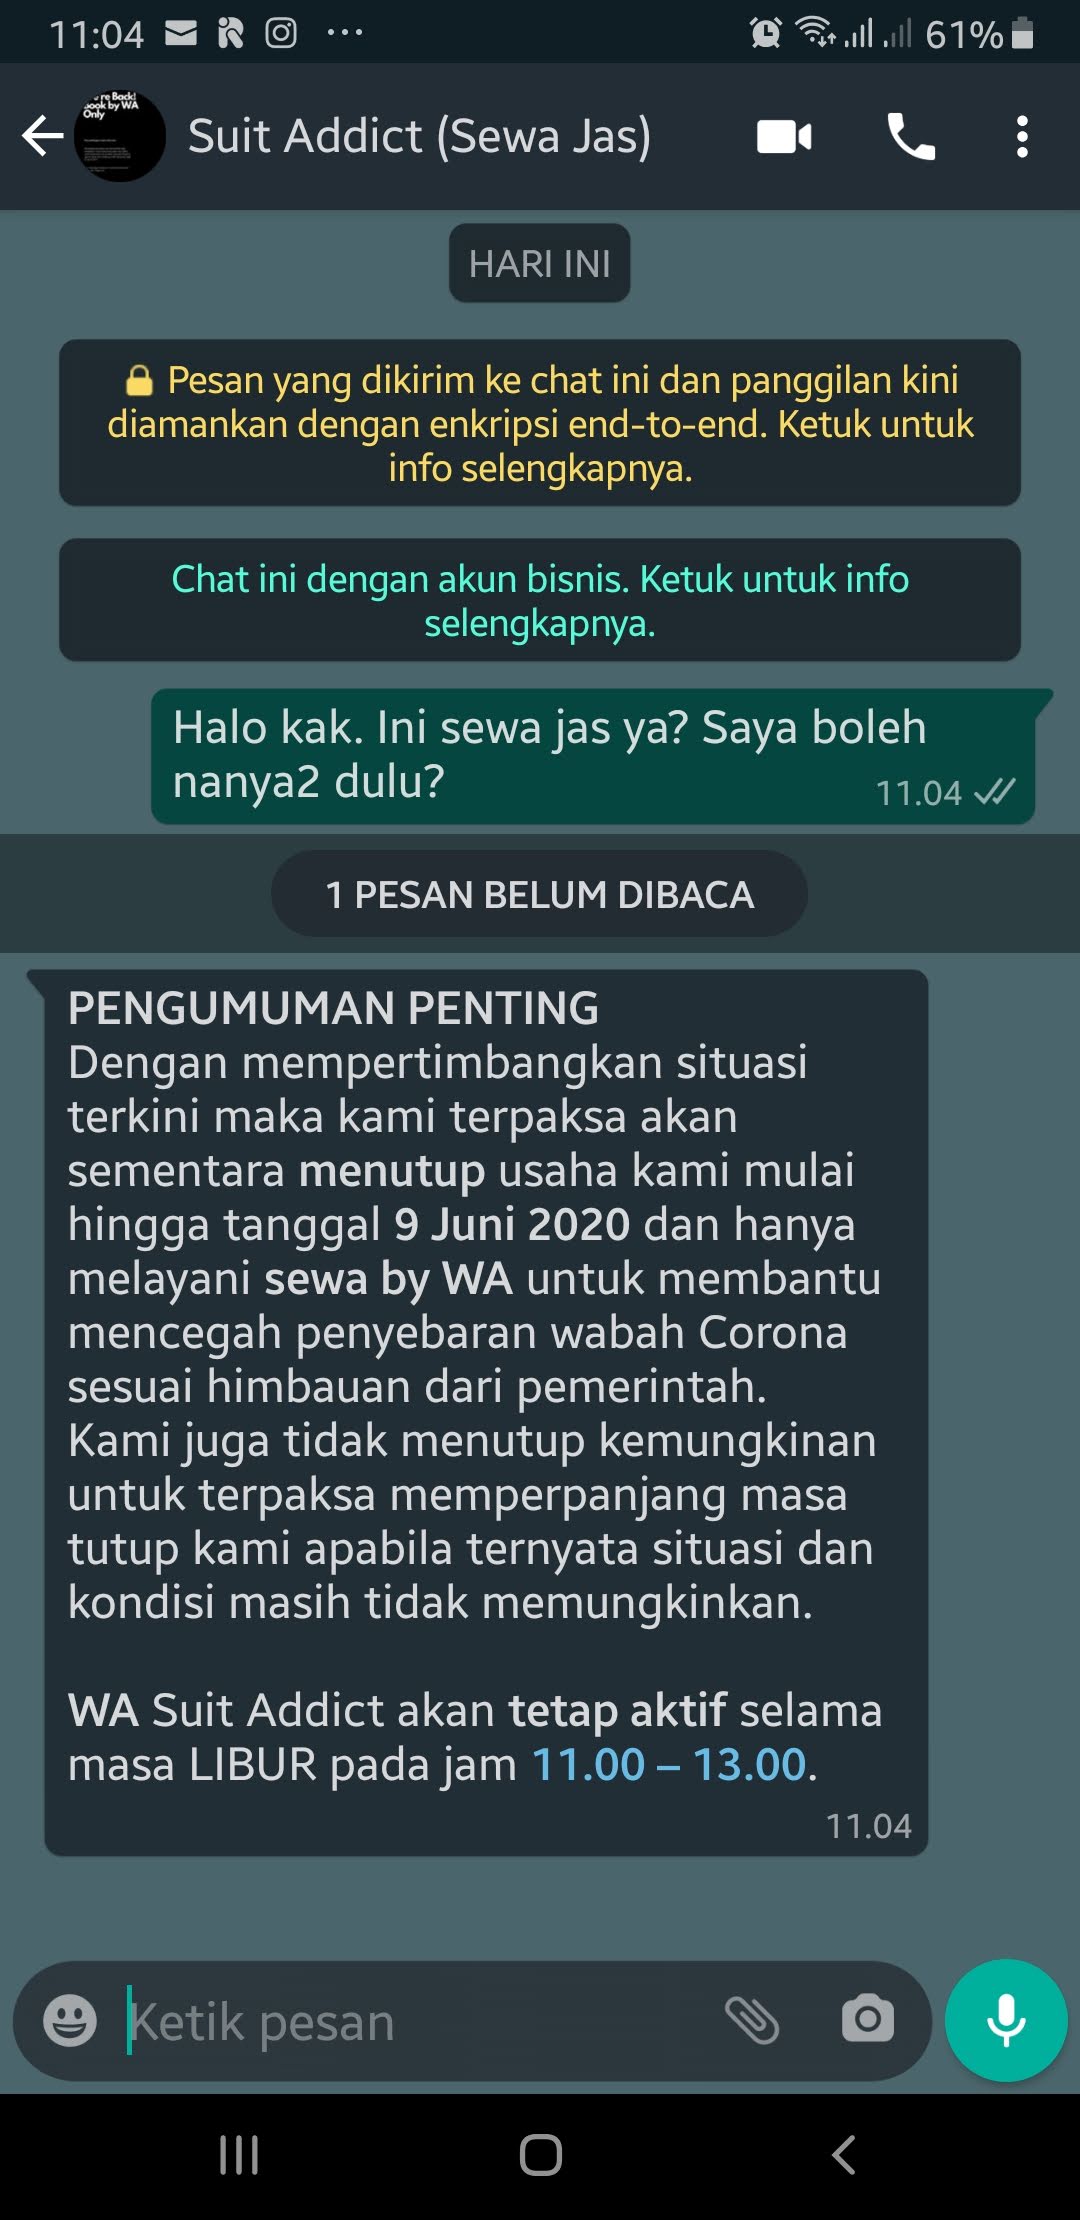 11:04
61%
re Back!
book by WA
Only
Suit Addict (Sewa Jas)
HARI INI
Pesan yang dikirim ke chat ini dan panggilan kini
diamankan dengan enkripsi end-to-end. Ketuk untuk
info selengkapnya.
Chat ini dengan akun bisnis. Ketuk untuk info
selengkapnya.
Halo kak. Ini sewa jas ya? Saya boleh
nanya2 dulu?
11.04
1 PESAN BELUM DIBACA
PENGUMUMAN PENTING
Dengan mempertimbangkan situasi
terkini maka kami terpaksa akan
sementara menutup usaha kami mulai
hingga tanggal 9 Juni 2020 dan hanya
melayani sewa by WA untuk membantu
mencegah penyebaran wabah Corona
sesuai himbauan dari pemerintah.
Kami juga tidak menutup kemungkinan
untuk terpaksa memperpanjang masa
tutup kami apabila ternyata situasi dan
kondisi masih tidak memungkinkan.
WA Suit Addict akan tetap aktif selama
masa LIBUR pada jam 11.00 – 13.00.
11.04
Ketik pesan